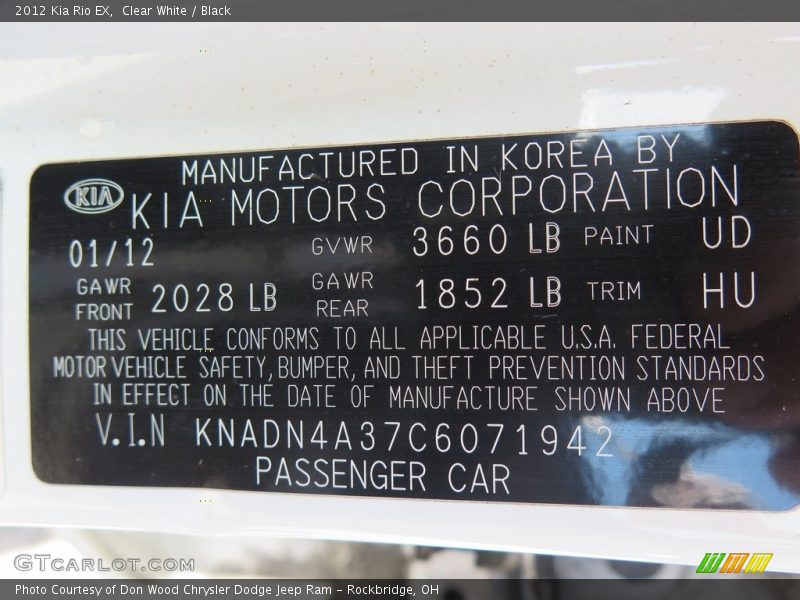 2012 Kia Rio EX, Clear White / Black
MANUFACTURED IN KOREA BY
KIA KIA MOTORS CORPORATION
01/12 GVWR 3660 LB PAINT UD
GAWR FRONT 2028 LB GAWR REAR 1852 LB TRIM HU
THIS VEHICLE CONFORMS TO ALL APPLICABLE U.S.A. FEDERAL
MOTOR VEHICLE SAFETY, BUMPER, AND THEFT PREVENTION STANDARDS
IN EFFECT ON THE DATE OF MANUFACTURE SHOWN ABOVE
V.I.N KNADN4A37C6071942
PASSENGER CAR
GTCARLOT.COM
Photo Courtesy of Don Wood Chrysler Dodge Jeep Ram – Rockbridge, OH